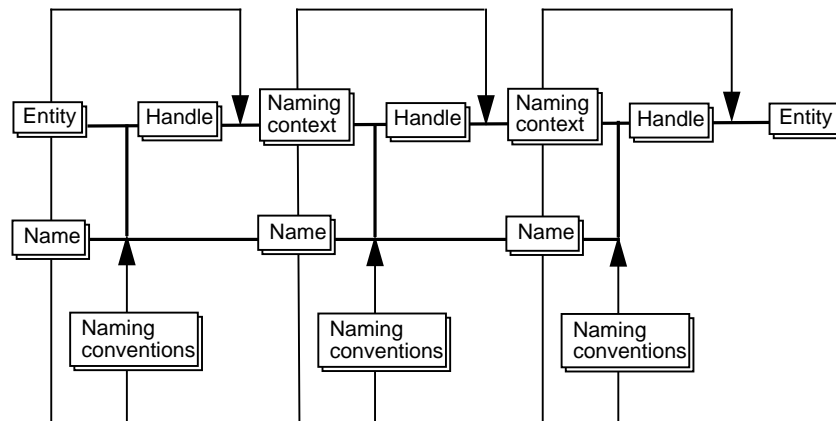 Entity
Handle
Naming
context
Handle
Naming
context
Handle
Entity
Name
Name
Name
Naming
conventions
Naming
conventions
Naming
conventions